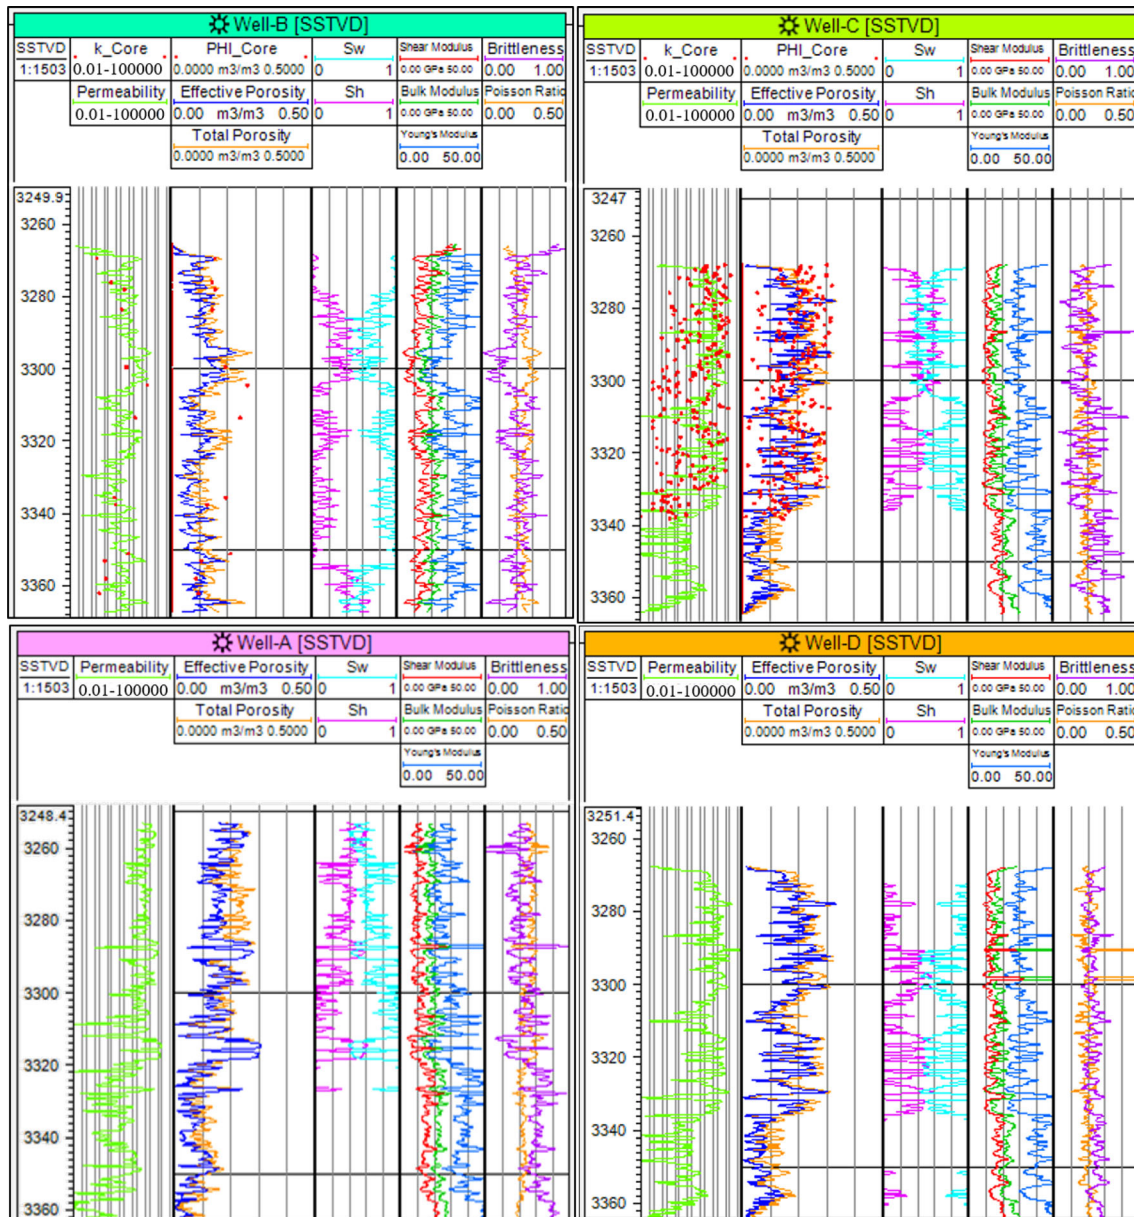 Well-B [SSTVD]
SSTVD k_Core PHI_Core Sw Shear Modulus Brittleness
1:1503 0.01-100000 0.0000 m3/m3 0.5000 0 1 0.00 GPa 50.00 0.00 1.00
Permeability Effective Porosity Sh Bulk Modulus Poisson Ratio
0.01-100000 0.00 m3/m3 0.50 0 1 0.00 GPa 50.00 0.00 0.50
Total Porosity Young's Modulus
0.0000 m3/m3 0.5000 0.00 50.00
3249.9
3260
3280
3300
3320
3340
3360
Well-C [SSTVD]
SSTVD k_Core PHI_Core Sw Shear Modulus Brittleness
1:1503 0.01-100000 0.0000 m3/m3 0.5000 0 1 0.00 GPa 50.00 0.00 1.00
Permeability Effective Porosity Sh Bulk Modulus Poisson Ratio
0.01-100000 0.00 m3/m3 0.50 0 1 0.00 GPa 50.00 0.00 0.50
Total Porosity Young's Modulus
0.0000 m3/m3 0.5000 0.00 50.00
3247
3260
3280
3300
3320
3340
3360
Well-A [SSTVD]
SSTVD Permeability Effective Porosity Sw Shear Modulus Brittleness
1:1503 0.01-100000 0.00 m3/m3 0.50 0 1 0.00 GPa 50.00 0.00 1.00
Total Porosity Sh Bulk Modulus Poisson Ratio
0.0000 m3/m3 0.5000 0 1 0.00 GPa 50.00 0.00 0.50
Young's Modulus
0.00 50.00
3248.4
3260
3280
3300
3320
3340
3360
Well-D [SSTVD]
SSTVD Permeability Effective Porosity Sw Shear Modulus Brittleness
1:1503 0.01-100000 0.00 m3/m3 0.50 0 1 0.00 GPa 50.00 0.00 1.00
Total Porosity Sh Bulk Modulus Poisson Ratio
0.0000 m3/m3 0.5000 0 1 0.00 GPa 50.00 0.00 0.50
Young's Modulus
0.00 50.00
3251.4
3260
3280
3300
3320
3340
3360